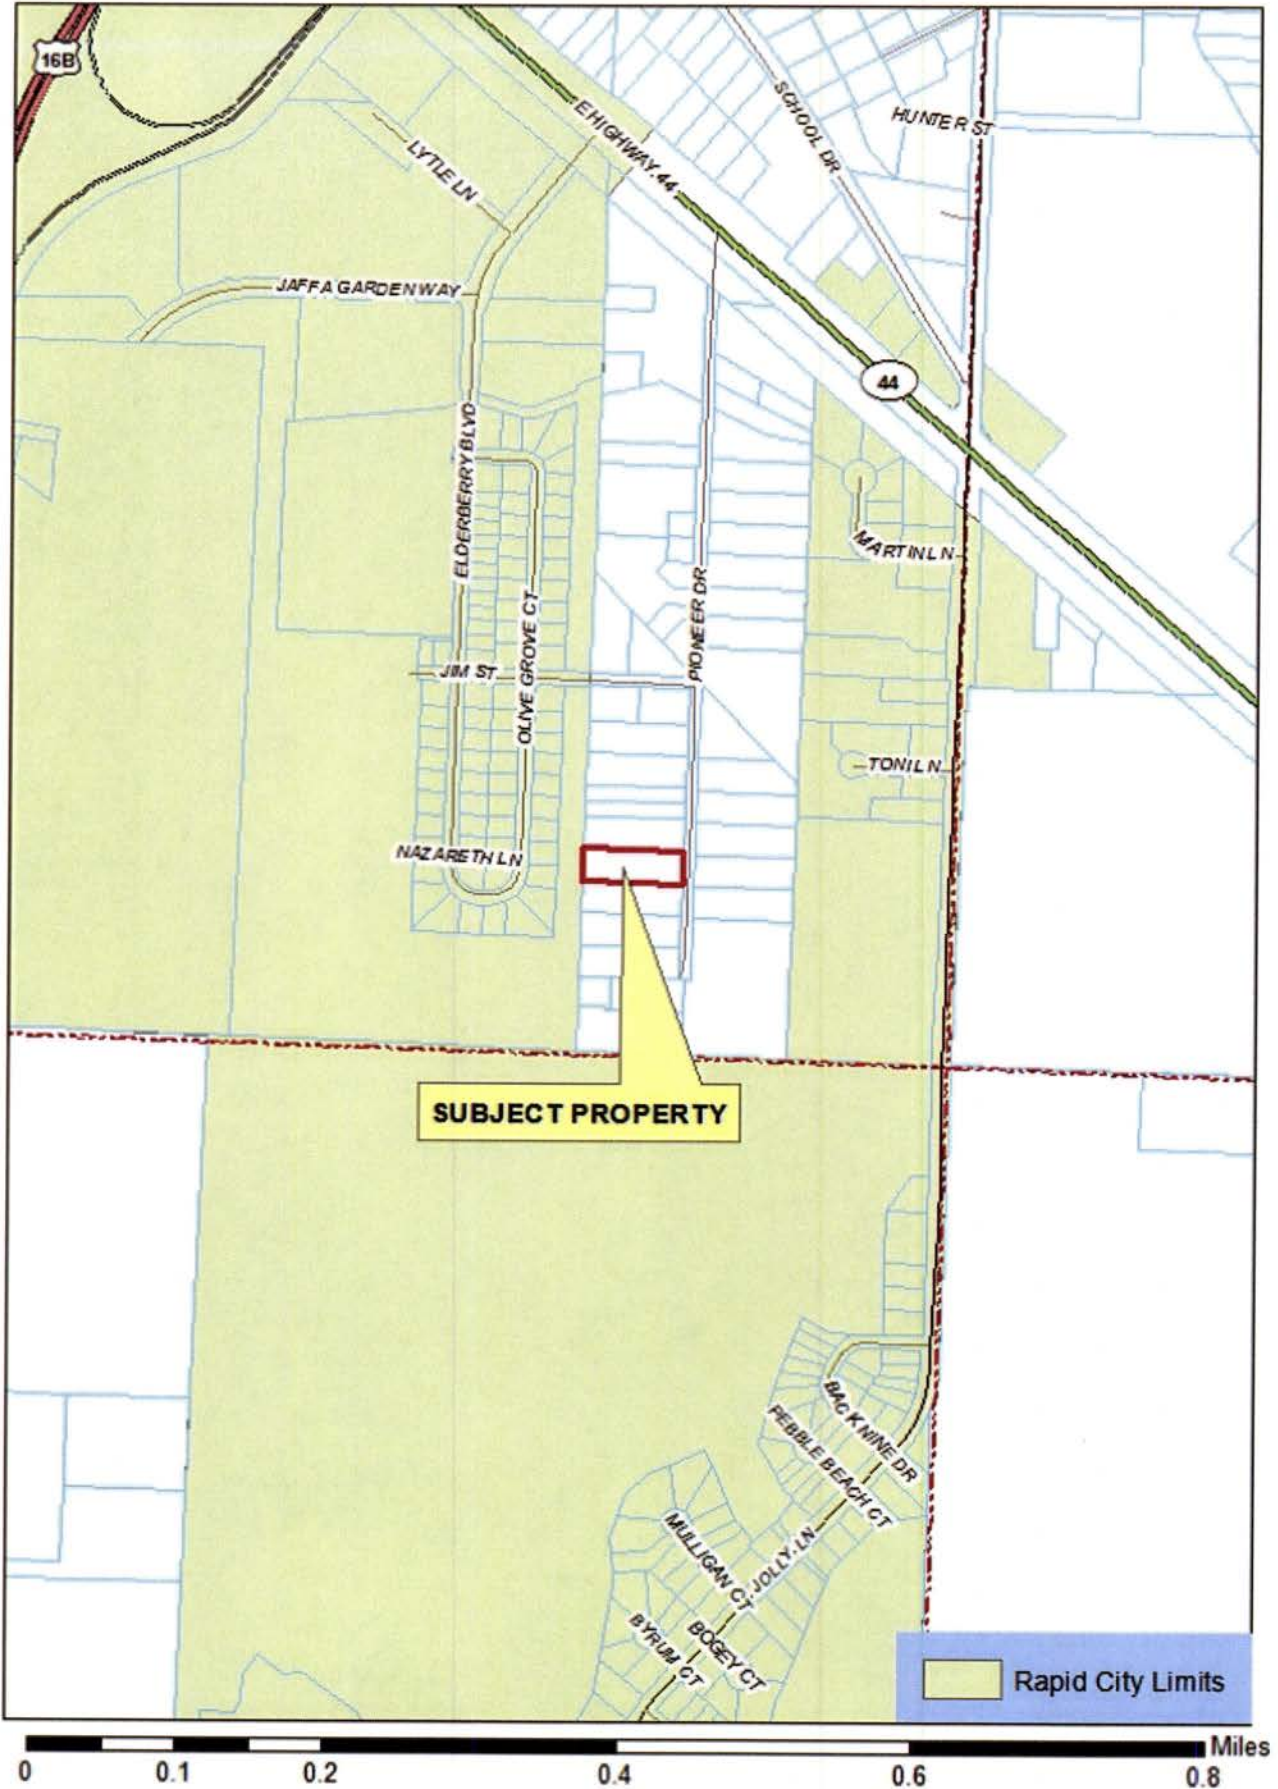 16B
E HIGHWAY 44
SCHOOL DR
HUNTER ST
LYTLE LN
JAFFA GARDEN WAY
44
ELDERBERRY BLVD
MARTIN LN
PIONEER DR
OLIVE GROVE CT
JIM ST
TONI LN
NAZARETH LN
SUBJECT PROPERTY
BACK NINE DR
PEBBLE BEACH CT
MULLIGAN CT
JOLLY LN
BYRUM CT
BOGEY CT
Rapid City Limits
Miles
0 0.1 0.2 0.4 0.6 0.8